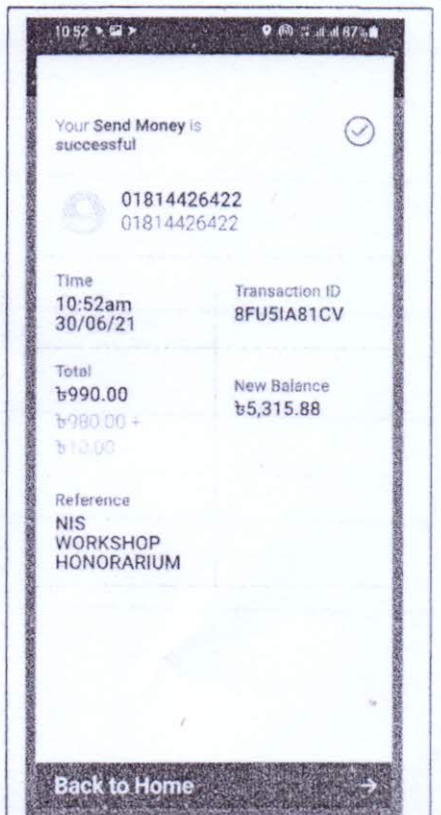 10:52
87%
Your Send Money is
successful
01814426422
01814426422
Time
10:52am
30/06/21
Transaction ID
8FU5IA81CV
Total
৳990.00
৳980.00 +
৳10.00
New Balance
৳5,315.88
Reference
NIS
WORKSHOP
HONORARIUM
Back to Home